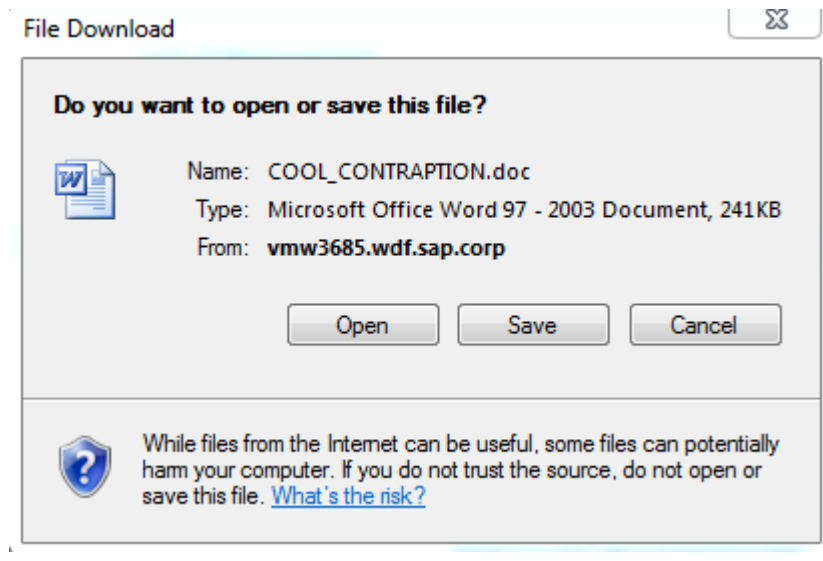 File Download
Do you want to open or save this file?
Name: COOL_CONTRAPTION.doc
Type: Microsoft Office Word 97 - 2003 Document, 241KB
From: vmw3685.wdf.sap.corp
Open Save Cancel
While files from the Internet can be useful, some files can potentially
harm your computer. If you do not trust the source, do not open or
save this file. What's the risk?